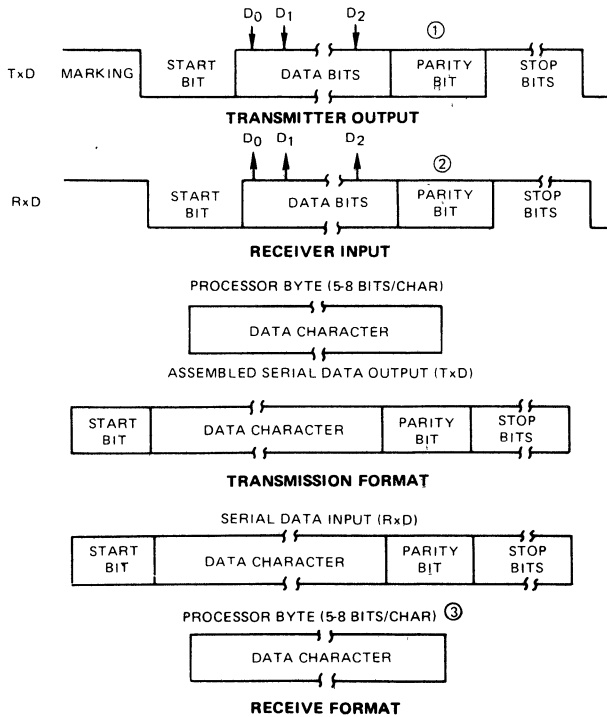 D0 D1 D2 ①
TxD MARKING START BIT DATA BITS PARITY BIT STOP BITS
TRANSMITTER OUTPUT
D0 D1 D2 ②
RxD START BIT DATA BITS PARITY BIT STOP BITS
RECEIVER INPUT
PROCESSOR BYTE (5-8 BITS/CHAR)
DATA CHARACTER
ASSEMBLED SERIAL DATA OUTPUT (TxD)
START BIT DATA CHARACTER PARITY BIT STOP BITS
TRANSMISSION FORMAT
SERIAL DATA INPUT (RxD)
START BIT DATA CHARACTER PARITY BIT STOP BITS
PROCESSOR BYTE (5-8 BITS/CHAR) ③
DATA CHARACTER
RECEIVE FORMAT